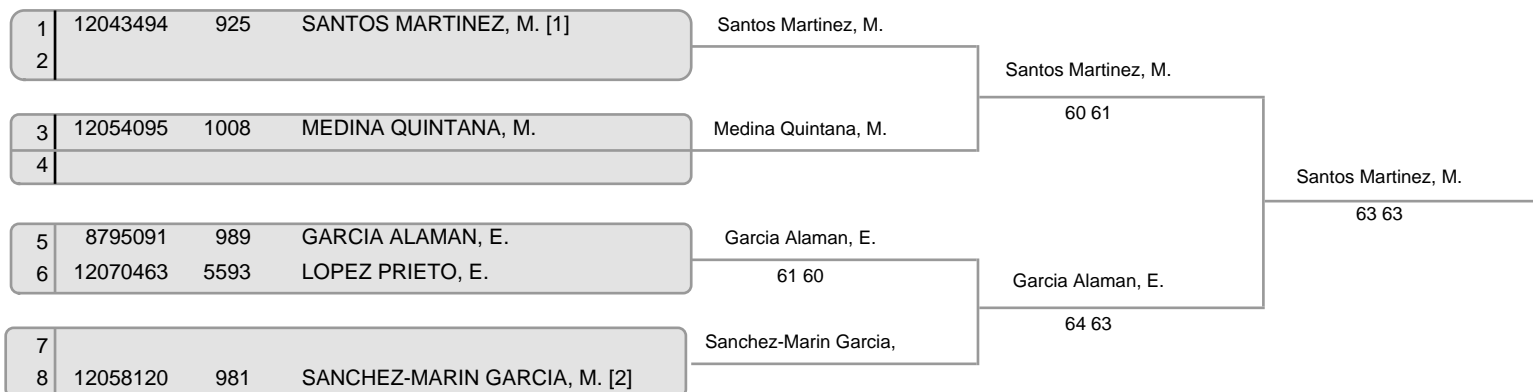 1 12043494 925 SANTOS MARTINEZ, M. [1]
2
3 12054095 1008 MEDINA QUINTANA, M.
4
5 8795091 989 GARCIA ALAMAN, E.
6 12070463 5593 LOPEZ PRIETO, E.
7
8 12058120 981 SANCHEZ-MARIN GARCIA, M. [2]
Santos Martinez, M.
Medina Quintana, M.
Garcia Alaman, E.
61 60
Sanchez-Marin Garcia,
Santos Martinez, M.
60 61
Garcia Alaman, E.
64 63
Santos Martinez, M.
63 63